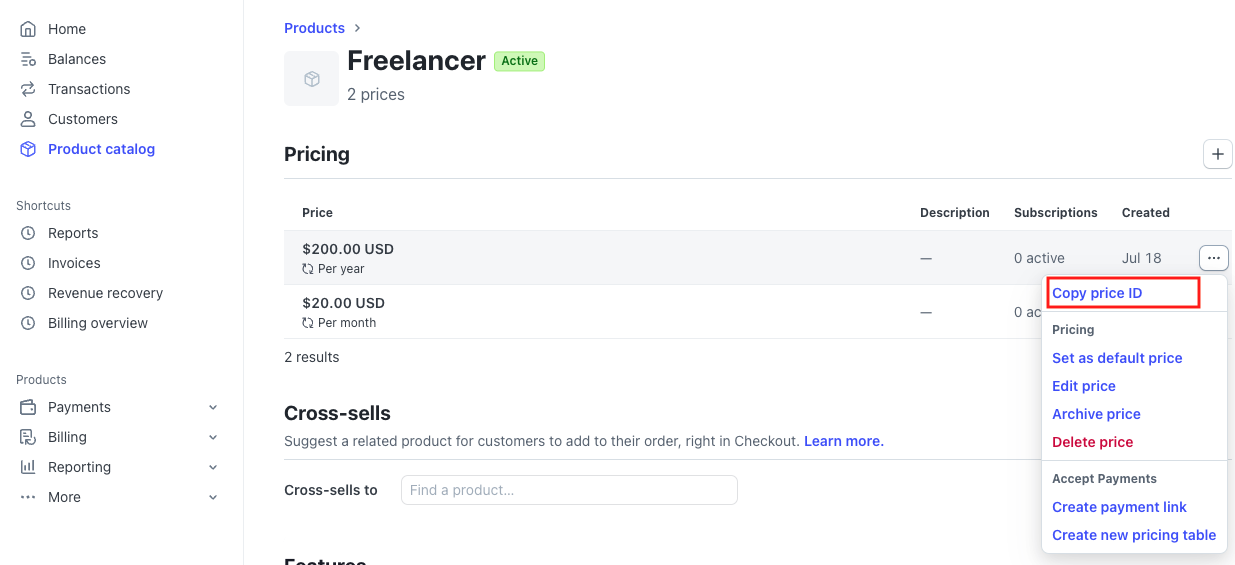 Home
Balances
Transactions
Customers
Product catalog
Shortcuts
Reports
Invoices
Revenue recovery
Billing overview
Products
Payments
Billing
Reporting
More
Products
Freelancer Active
2 prices
Pricing
Price Description Subscriptions Created
$200.00 USD
Per year
— 0 active Jul 18
$20.00 USD
Per month
— 0 ac
2 results
Copy price ID
Pricing
Set as default price
Edit price
Archive price
Delete price
Accept Payments
Create payment link
Create new pricing table
Cross-sells
Suggest a related product for customers to add to their order, right in Checkout. Learn more.
Cross-sells to Find a product...
Features